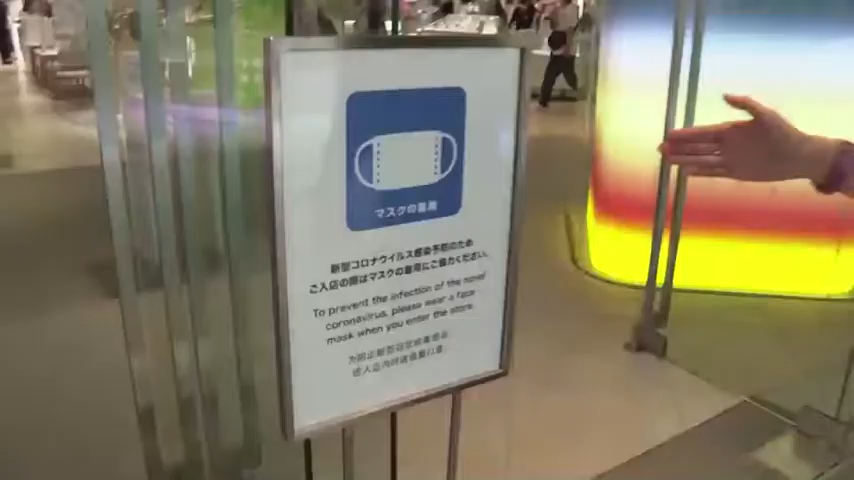 マスクの着用
新型コロナウイルス感染予防のため
ご入店の際はマスクの着用にご協力ください。
To prevent the infection of the novel
coronavirus, please wear a face
mask when you enter the store.